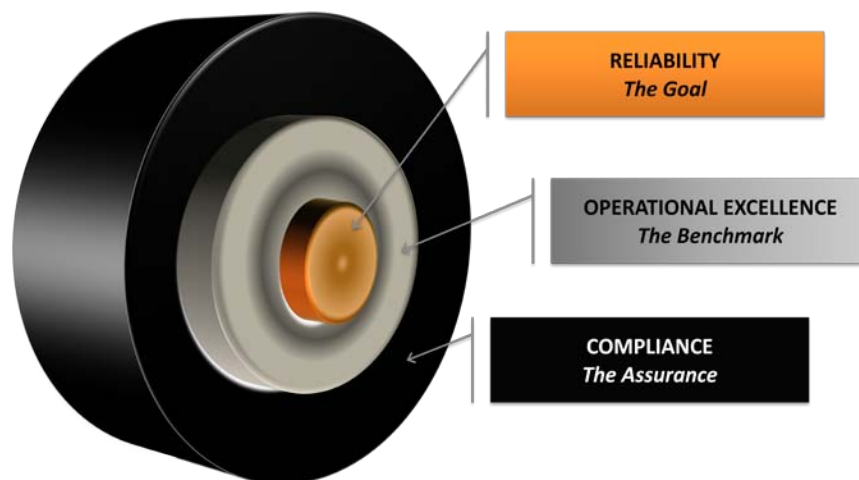 RELIABILITY
The Goal
OPERATIONAL EXCELLENCE
The Benchmark
COMPLIANCE
The Assurance